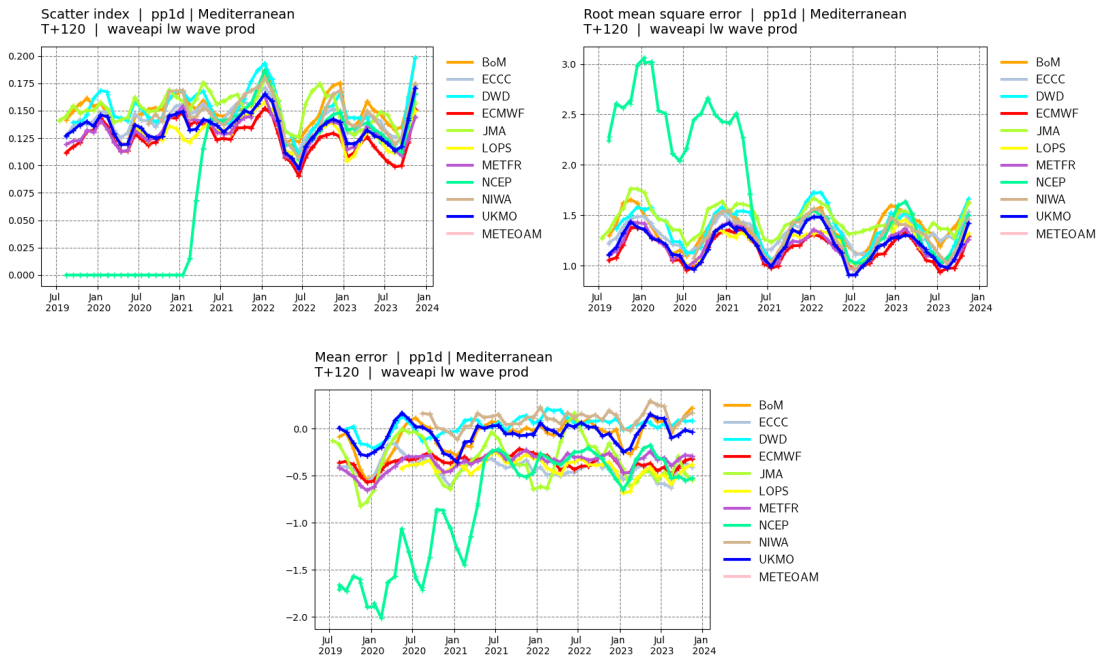 Scatter index | pp1d | Mediterranean
T+120 | waveapi lw wave prod
0.200
0.175
0.150
0.125
0.100
0.075
0.050
0.025
0.000
Jul 2019
Jan 2020
Jul 2020
Jan 2021
Jul 2021
Jan 2022
Jul 2022
Jan 2023
Jul 2023
Jan 2024
BoM
ECCC
DWD
ECMWF
JMA
LOPS
METFR
NCEP
NIWA
UKMO
METEOAM
Root mean square error | pp1d | Mediterranean
T+120 | waveapi lw wave prod
3.0
2.5
2.0
1.5
1.0
Jul 2019
Jan 2020
Jul 2020
Jan 2021
Jul 2021
Jan 2022
Jul 2022
Jan 2023
Jul 2023
Jan 2024
BoM
ECCC
DWD
ECMWF
JMA
LOPS
METFR
NCEP
NIWA
UKMO
METEOAM
Mean error | pp1d | Mediterranean
T+120 | waveapi lw wave prod
0.0
−0.5
−1.0
−1.5
−2.0
Jul 2019
Jan 2020
Jul 2020
Jan 2021
Jul 2021
Jan 2022
Jul 2022
Jan 2023
Jul 2023
Jan 2024
BoM
ECCC
DWD
ECMWF
JMA
LOPS
METFR
NCEP
NIWA
UKMO
METEOAM